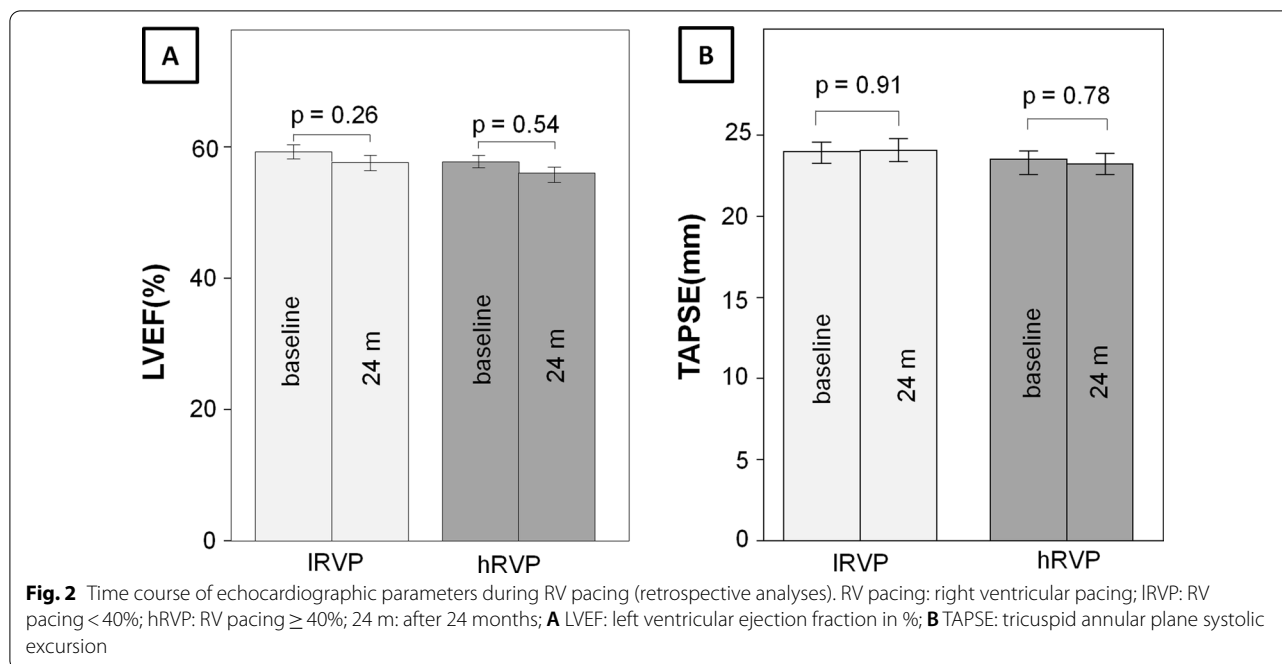 A
p = 0.26
p = 0.54
60
40
20
0
LVEF(%)
baseline
24 m
baseline
24 m
lRVP
hRVP
B
p = 0.91
p = 0.78
25
20
15
10
5
0
TAPSE(mm)
baseline
24 m
baseline
24 m
lRVP
hRVP
Fig. 2 Time course of echocardiographic parameters during RV pacing (retrospective analyses). RV pacing: right ventricular pacing; lRVP: RV
pacing < 40%; hRVP: RV pacing ≥ 40%; 24 m: after 24 months; A LVEF: left ventricular ejection fraction in %; B TAPSE: tricuspid annular plane systolic
excursion